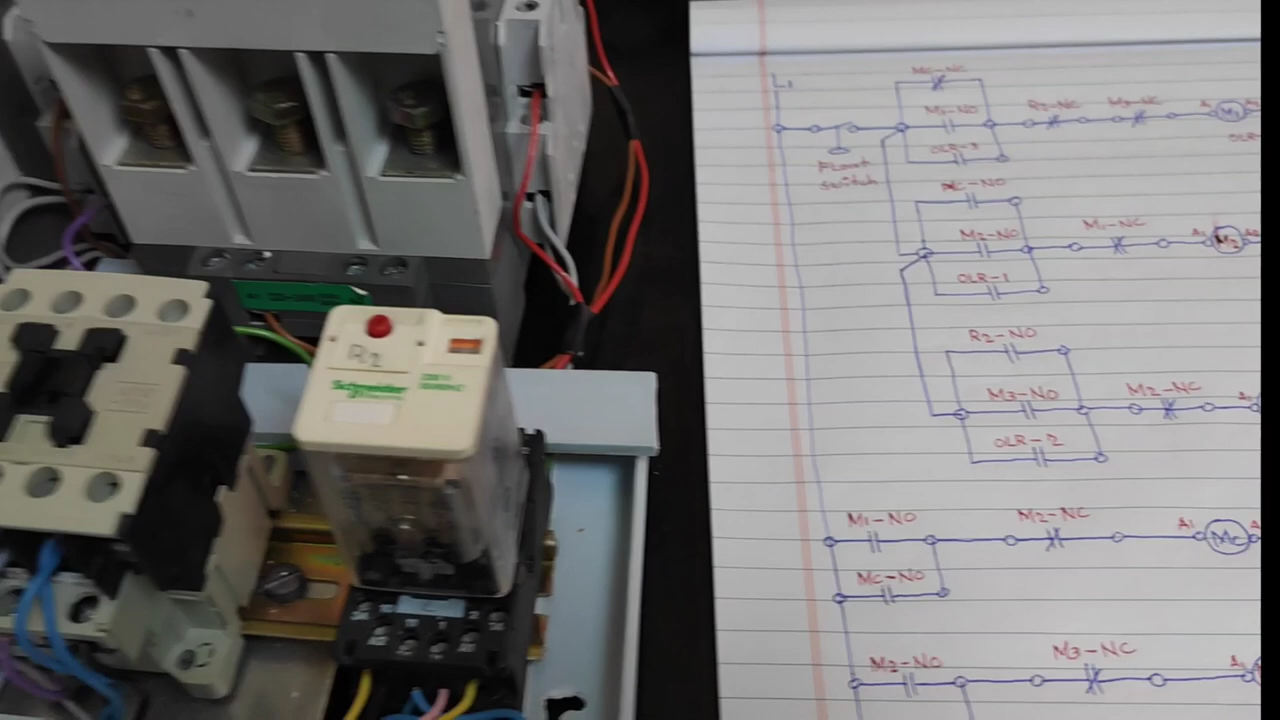 R2
Schneider
L1
MC-NC
M1-NO
R2-NC
M3-NC
A1
M1
OLR-3
Float
switch
MC-NO
M2-NO
M1-NC
A1
M2
OLR-1
R2-NO
M3-NO
M2-NC
OLR-2
M1-NO
M2-NC
A1
MC
MC-NO
M2-NO
M3-NC
A1